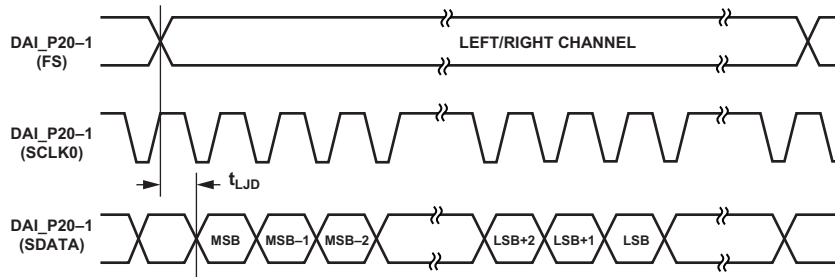 DAI_P20–1
(FS)
LEFT/RIGHT CHANNEL
DAI_P20–1
(SCLK0)
tLJD
DAI_P20–1
(SDATA)
MSB
MSB–1
MSB–2
LSB+2
LSB+1
LSB